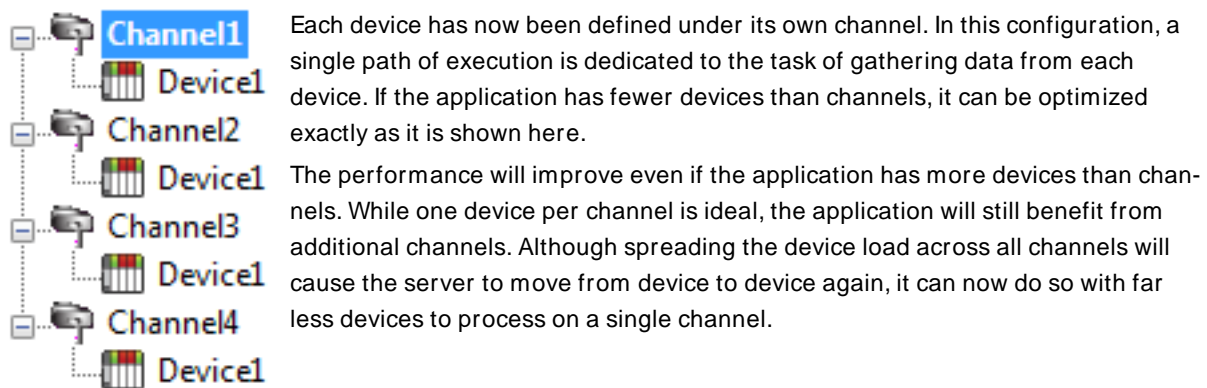 Channel1
Device1
Channel2
Device1
Channel3
Device1
Channel4
Device1
Each device has now been defined under its own channel. In this configuration, a
single path of execution is dedicated to the task of gathering data from each
device. If the application has fewer devices than channels, it can be optimized
exactly as it is shown here.
The performance will improve even if the application has more devices than chan-
nels. While one device per channel is ideal, the application will still benefit from
additional channels. Although spreading the device load across all channels will
cause the server to move from device to device again, it can now do so with far
less devices to process on a single channel.